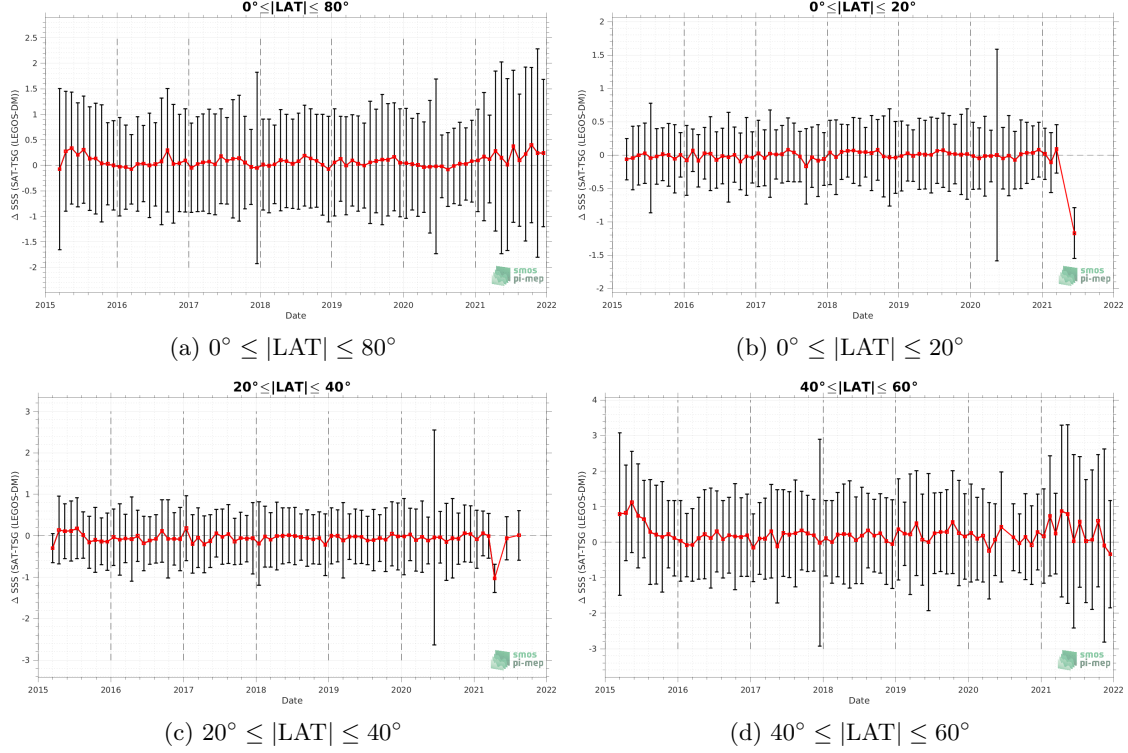 0°≤|LAT|≤ 80°
2.5
2
1.5
1
0.5
0
-0.5
-1
-1.5
-2
Δ SSS (SAT-TSG (LEGOS-DM))
2015 2016 2017 2018 2019 2020 2021 2022
Date
smos
pi-mep
(a) 0° ≤ |LAT| ≤ 80°
0°≤|LAT|≤ 20°
2
1.5
1
0.5
0
-0.5
-1
-1.5
-2
Δ SSS (SAT-TSG (LEGOS-DM))
2015 2016 2017 2018 2019 2020 2021 2022
Date
smos
pi-mep
(b) 0° ≤ |LAT| ≤ 20°
20°≤|LAT|≤ 40°
3
2
1
0
-1
-2
-3
Δ SSS (SAT-TSG (LEGOS-DM))
2015 2016 2017 2018 2019 2020 2021 2022
Date
smos
pi-mep
(c) 20° ≤ |LAT| ≤ 40°
40°≤|LAT|≤ 60°
4
3
2
1
0
-1
-2
-3
Δ SSS (SAT-TSG (LEGOS-DM))
2015 2016 2017 2018 2019 2020 2021 2022
Date
smos
pi-mep
(d) 40° ≤ |LAT| ≤ 60°